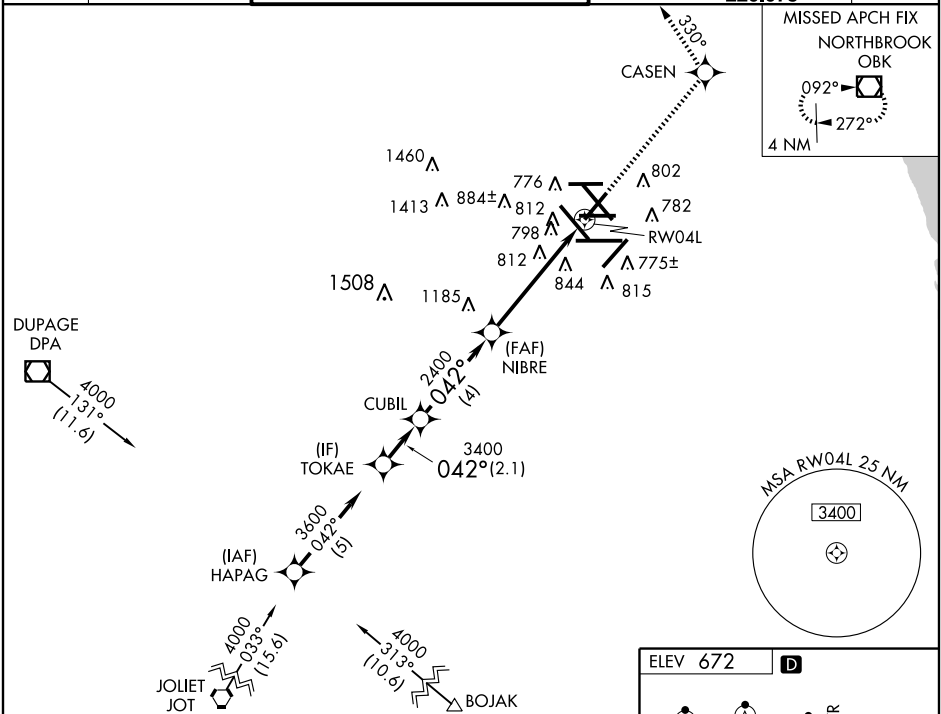 MISSED APCH FIX
NORTHBROOK
OBK
092°
272°
4 NM
330°
CASEN
1460
1413
884±
776
812
798
812
844
802
782
RW04L
775±
815
1508
1185
DUPAGE
DPA
4000
131°
(11.6)
(FAF)
NIBRE
2400
042°
(4)
CUBIL
3400
042° (2.1)
(IF)
TOKAE
3600
042°
(5)
(IAF)
HAPAG
4000
033°
(15.6)
JOLIET
JOT
4000
313°
(10.6)
BOJAK
MSA RW04L 25 NM
3400
ELEV 672
D